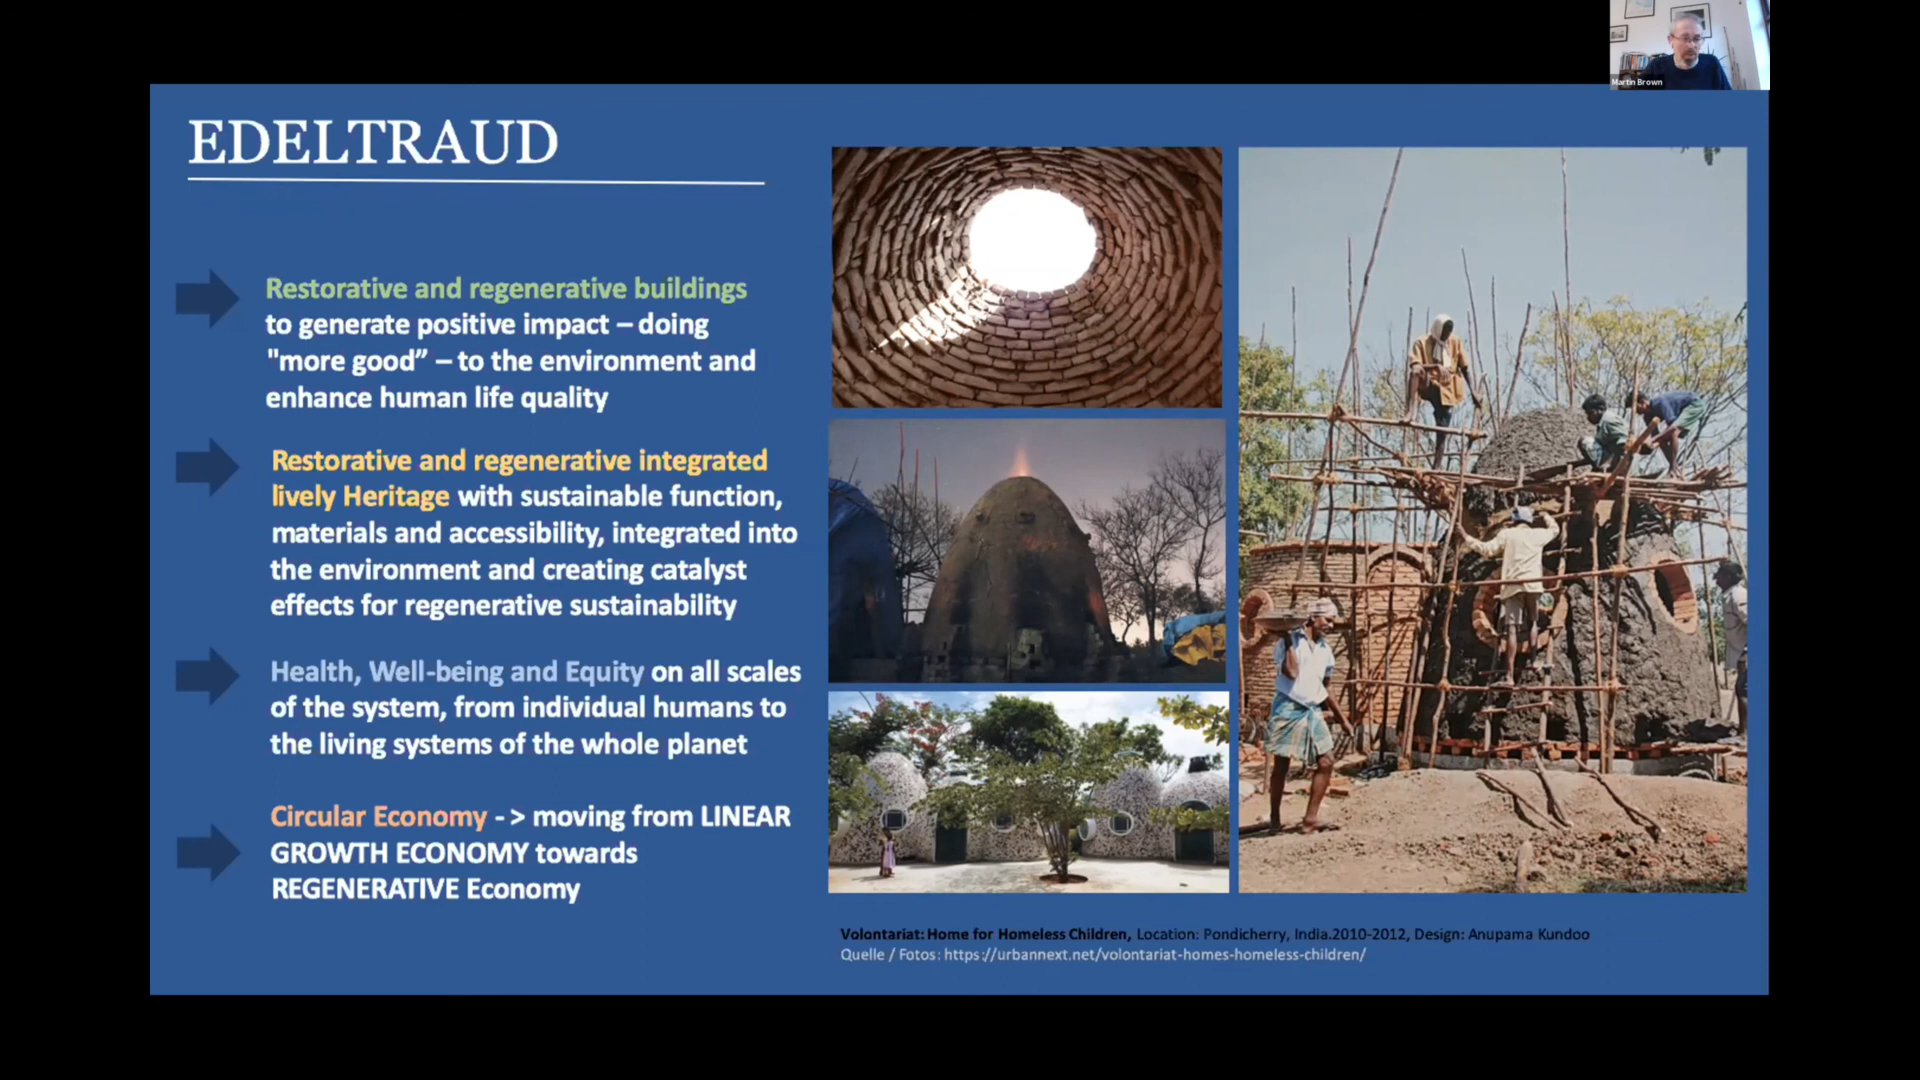 Martin Brown
EDELTRAUD
Restorative and regenerative buildings
to generate positive impact – doing
"more good” – to the environment and
enhance human life quality
Restorative and regenerative integrated
lively Heritage with sustainable function,
materials and accessibility, integrated into
the environment and creating catalyst
effects for regenerative sustainability
Health, Well-being and Equity on all scales
of the system, from individual humans to
the living systems of the whole planet
Circular Economy - > moving from LINEAR
GROWTH ECONOMY towards
REGENERATIVE Economy
Volontariat: Home for Homeless Children, Location: Pondicherry, India.2010-2012, Design: Anupama Kundoo
Quelle / Fotos: https://urbannext.net/volontariat-homes-homeless-children/